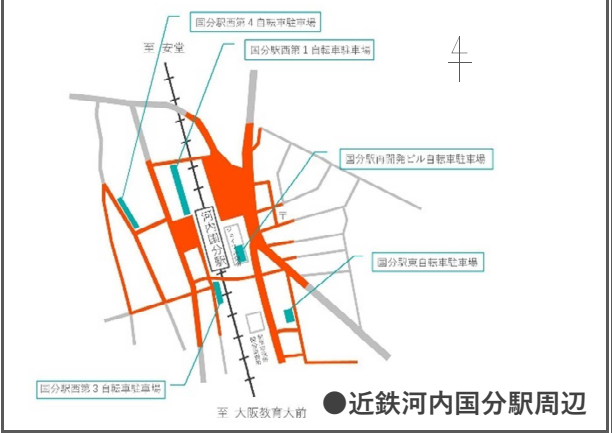 国分駅西第4自転車駐車場
国分駅西第1自転車駐車場
至 安堂
国分駅再開発ビル自転車駐車場
〒
河内国分駅
国分駅東自転車駐車場
国分駅西第3自転車駐車場
至 大阪教育大前
●近鉄河内国分駅周辺